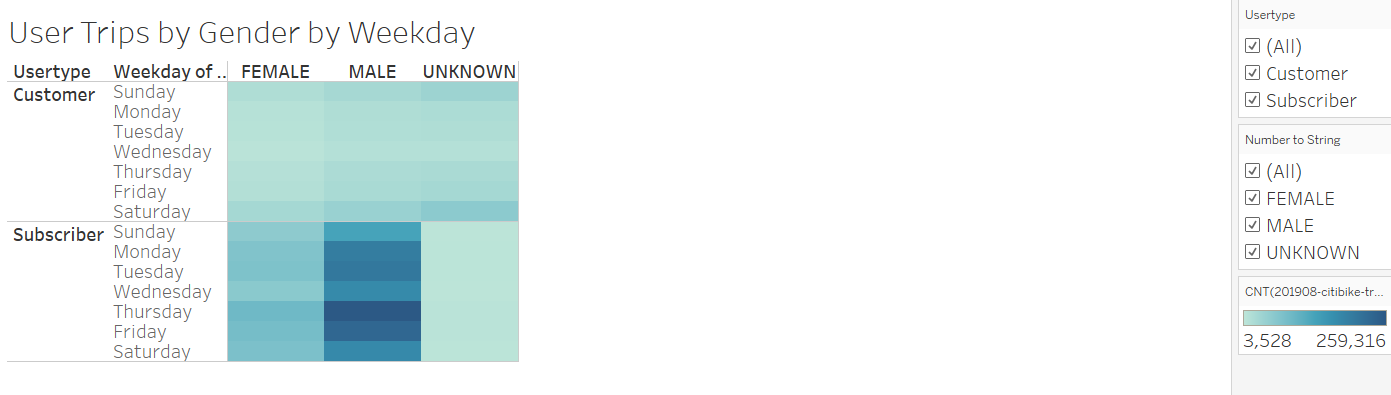 User Trips by Gender by Weekday
Usertype Weekday of .. FEMALE MALE UNKNOWN
Customer Sunday
Monday
Tuesday
Wednesday
Thursday
Friday
Saturday
Subscriber Sunday
Monday
Tuesday
Wednesday
Thursday
Friday
Saturday
Usertype
(All)
Customer
Subscriber
Number to String
(All)
FEMALE
MALE
UNKNOWN
CNT(201908-citibike-tr...
3,528 259,316